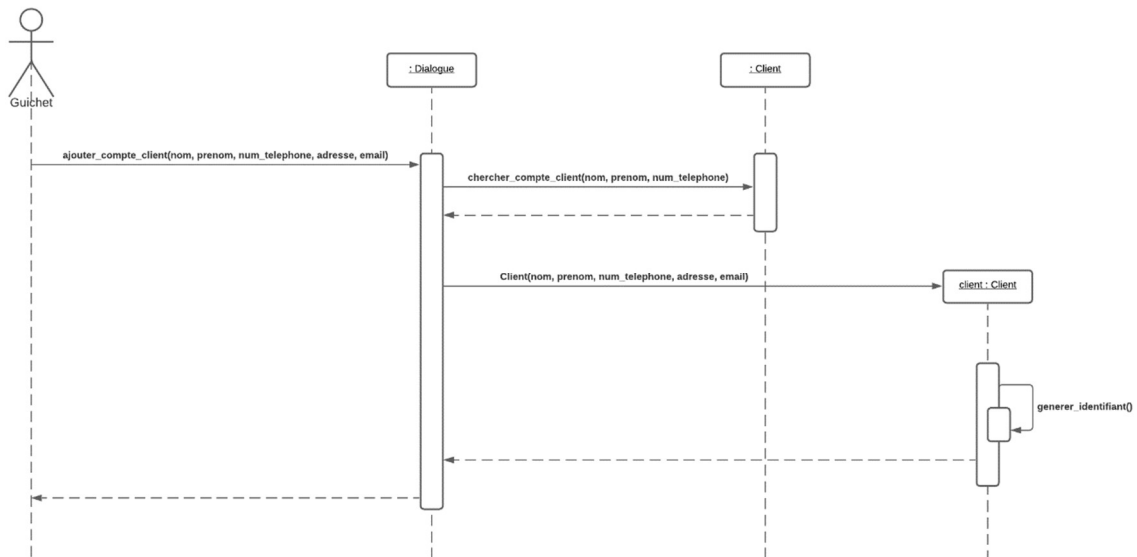 Guichet
: Dialogue
: Client
ajouter_compte_client(nom, prenom, num_telephone, adresse, email)
chercher_compte_client(nom, prenom, num_telephone)
Client(nom, prenom, num_telephone, adresse, email)
client : Client
generer_identifiant()